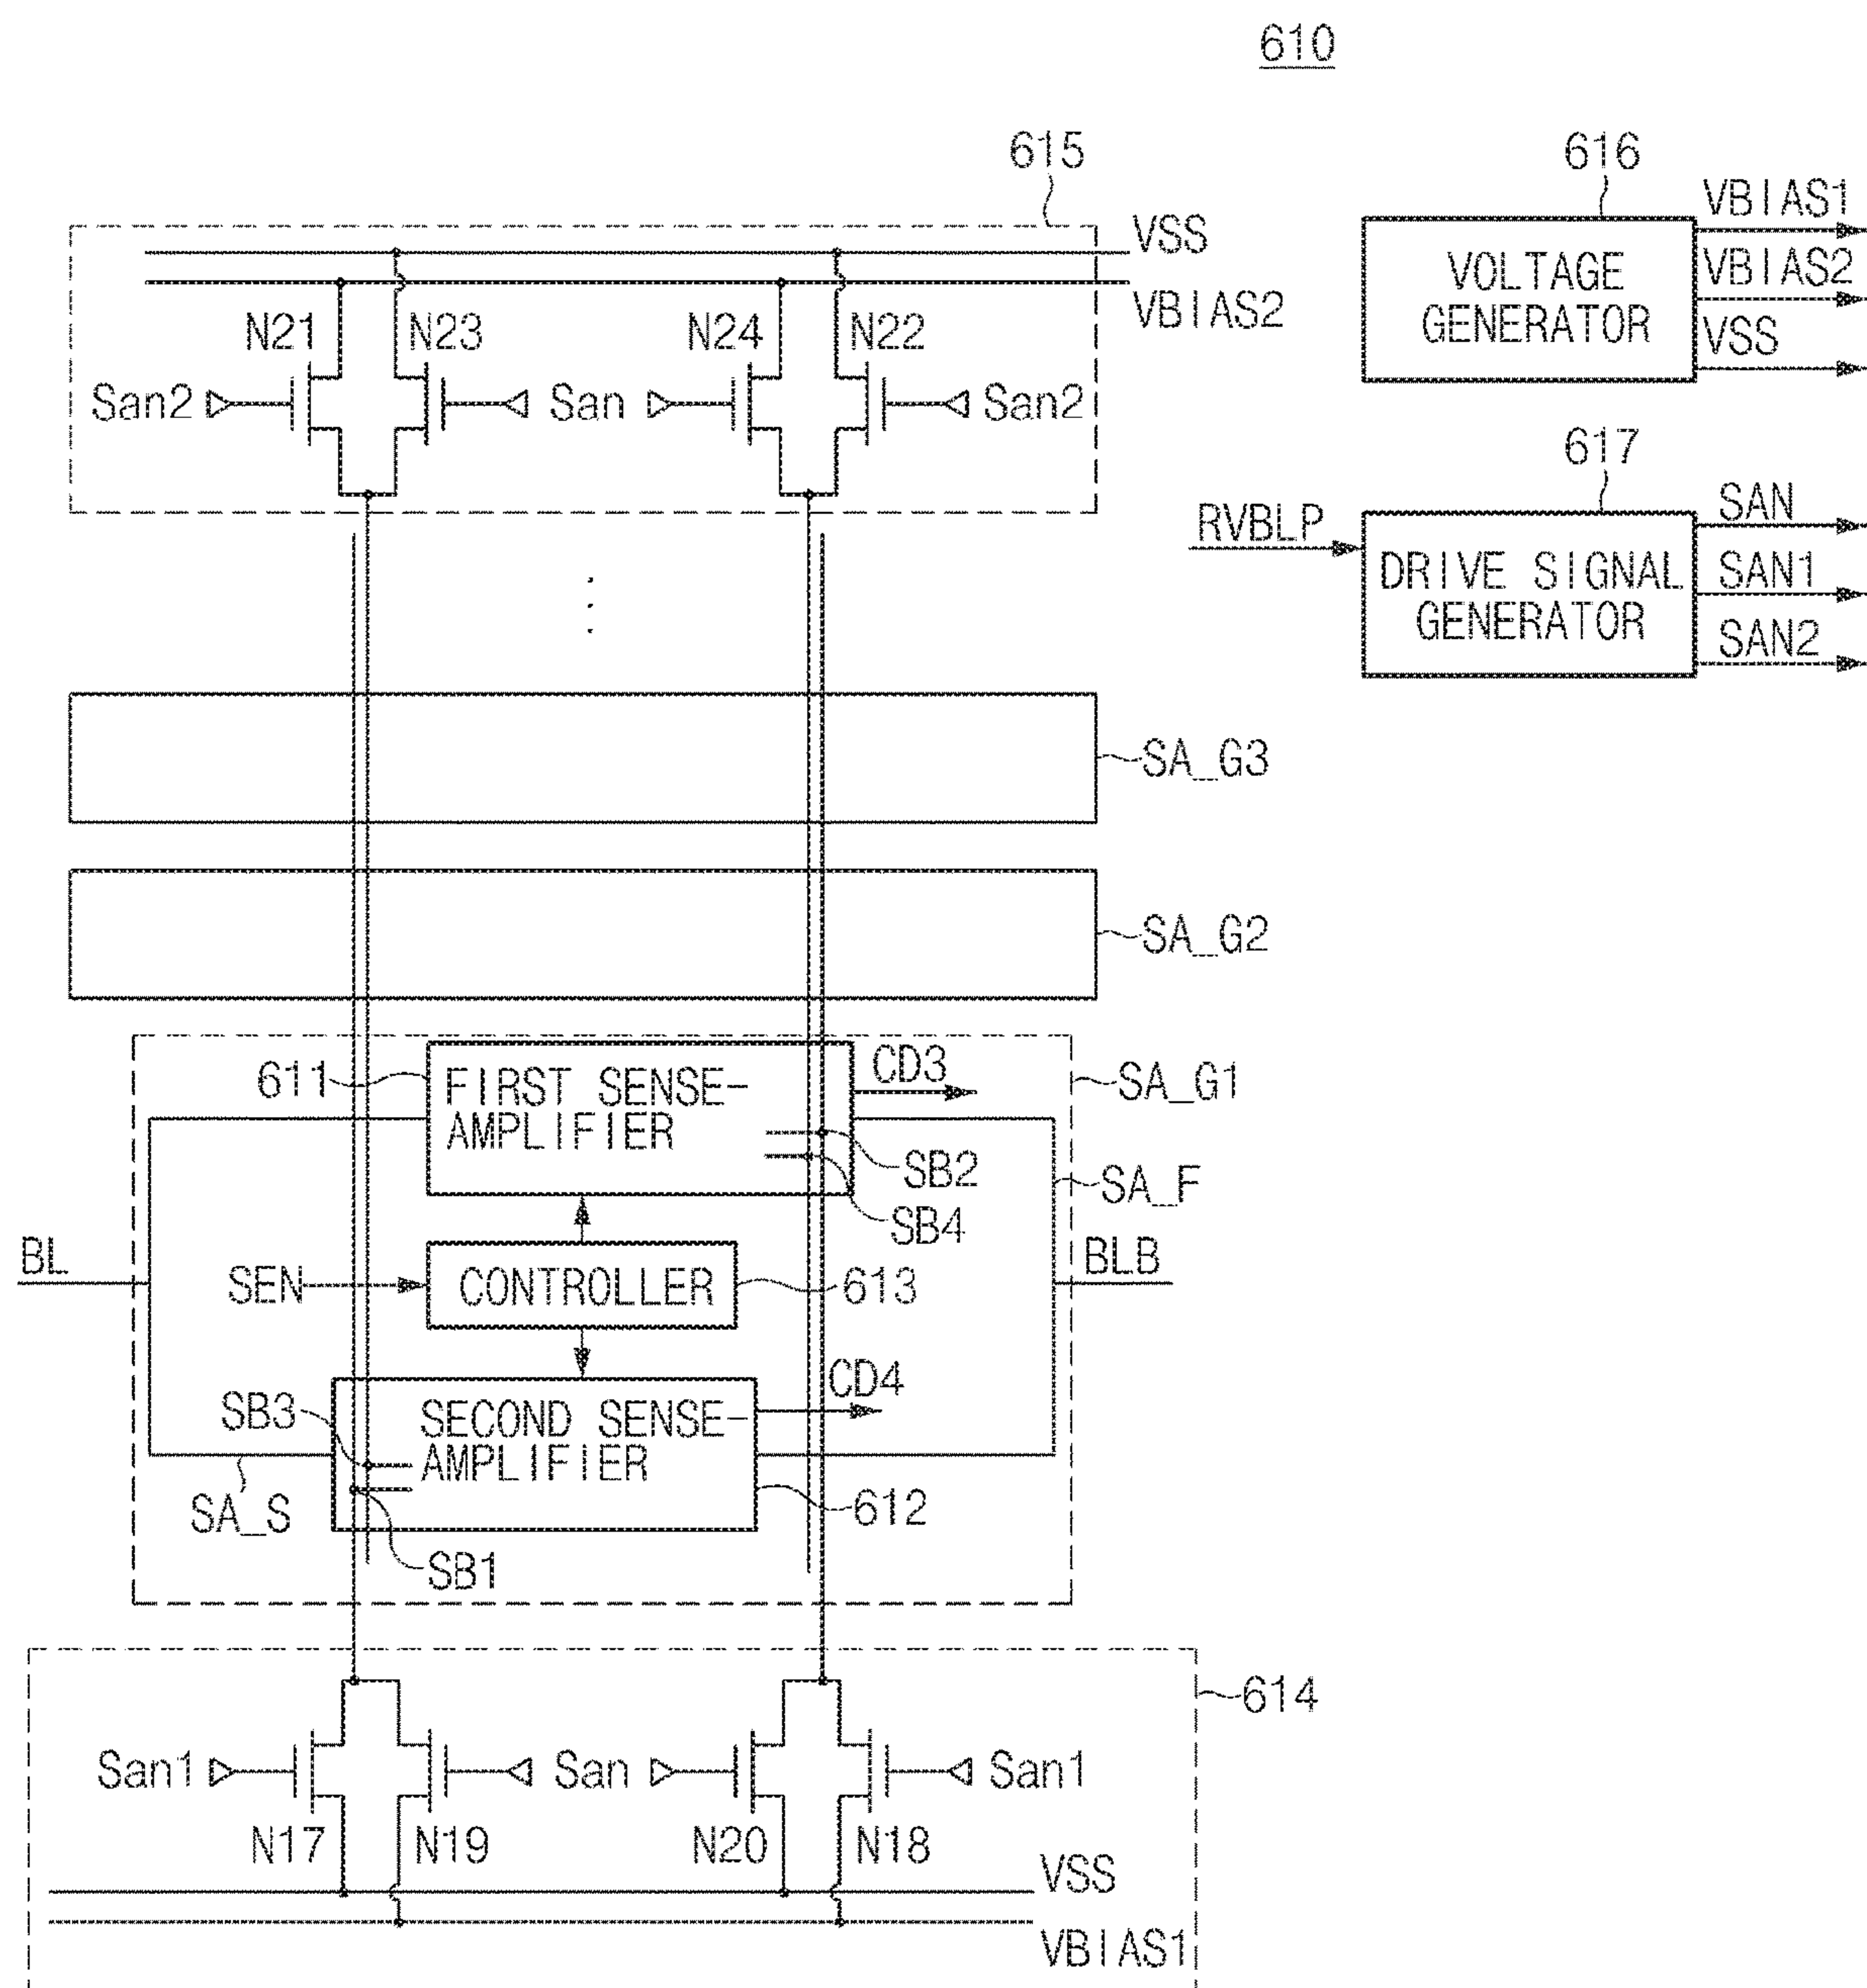 610
615
616
VSS
VBIAS2
N21
N23
N24
N22
San2
San
San2
VOLTAGE
GENERATOR
VBIAS1
VBIAS2
VSS
617
RVBLP
DRIVE SIGNAL
GENERATOR
SAN
SAN1
SAN2
SA_G3
SA_G2
611
FIRST SENSE-
AMPLIFIER
CD3
SA_G1
SB2
SA_F
SB4
BL
SEN
CONTROLLER
613
BLB
CD4
SB3
SECOND SENSE-
AMPLIFIER
SA_S
612
SB1
614
San1
San
San1
N17
N19
N20
N18
VSS
VBIAS1